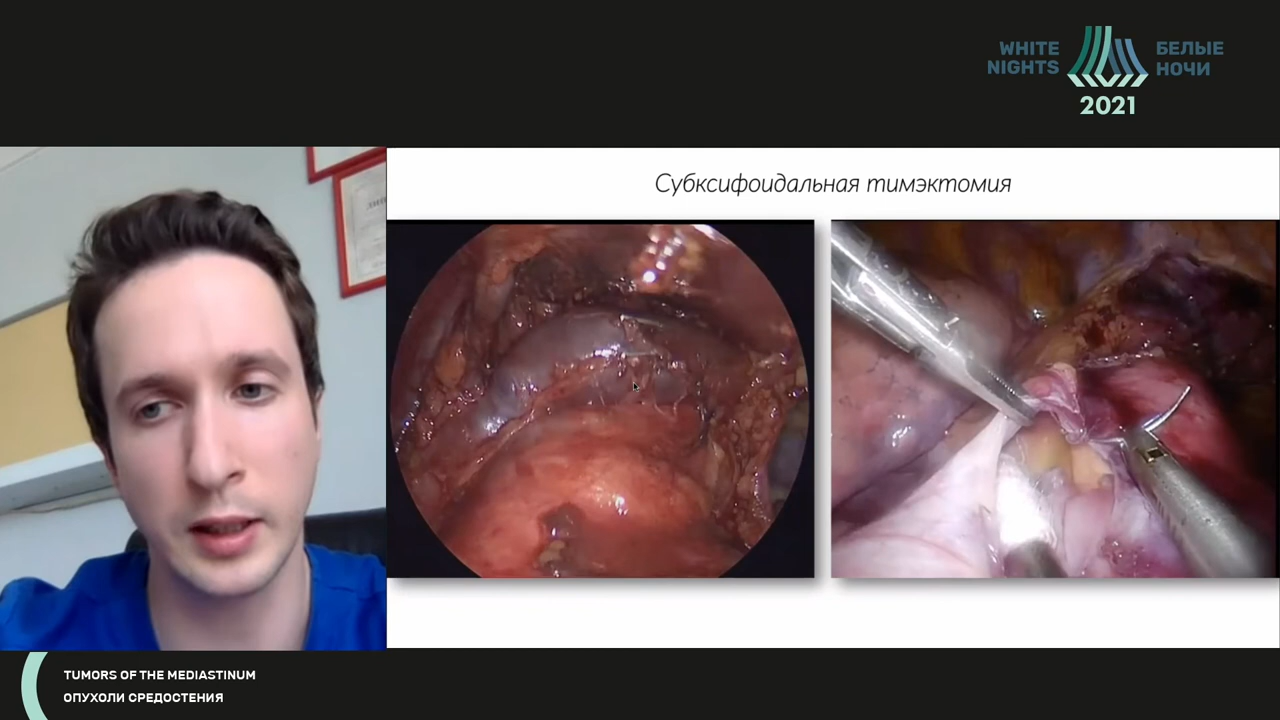 WHITE
NIGHTS
БЕЛЫЕ
НОЧИ
2021
Субксифоидальная тимэктомия
TUMORS OF THE MEDIASTINUM
ОПУХОЛИ СРЕДОСТЕНИЯ